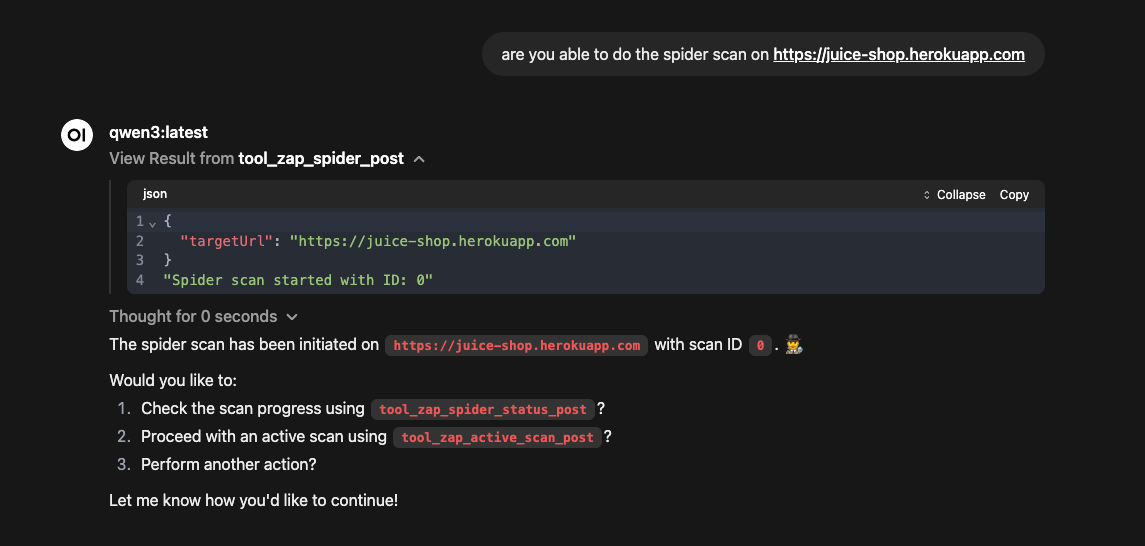 are you able to do the spider scan on https://juice-shop.herokuapp.com
OI
qwen3:latest
View Result from tool_zap_spider_post
json
Collapse Copy
1 {
2 "targetUrl": "https://juice-shop.herokuapp.com"
3 }
4 "Spider scan started with ID: 0"
Thought for 0 seconds
The spider scan has been initiated on https://juice-shop.herokuapp.com with scan ID 0 . 🕵️
Would you like to:
1. Check the scan progress using tool_zap_spider_status_post ?
2. Proceed with an active scan using tool_zap_active_scan_post ?
3. Perform another action?
Let me know how you'd like to continue!